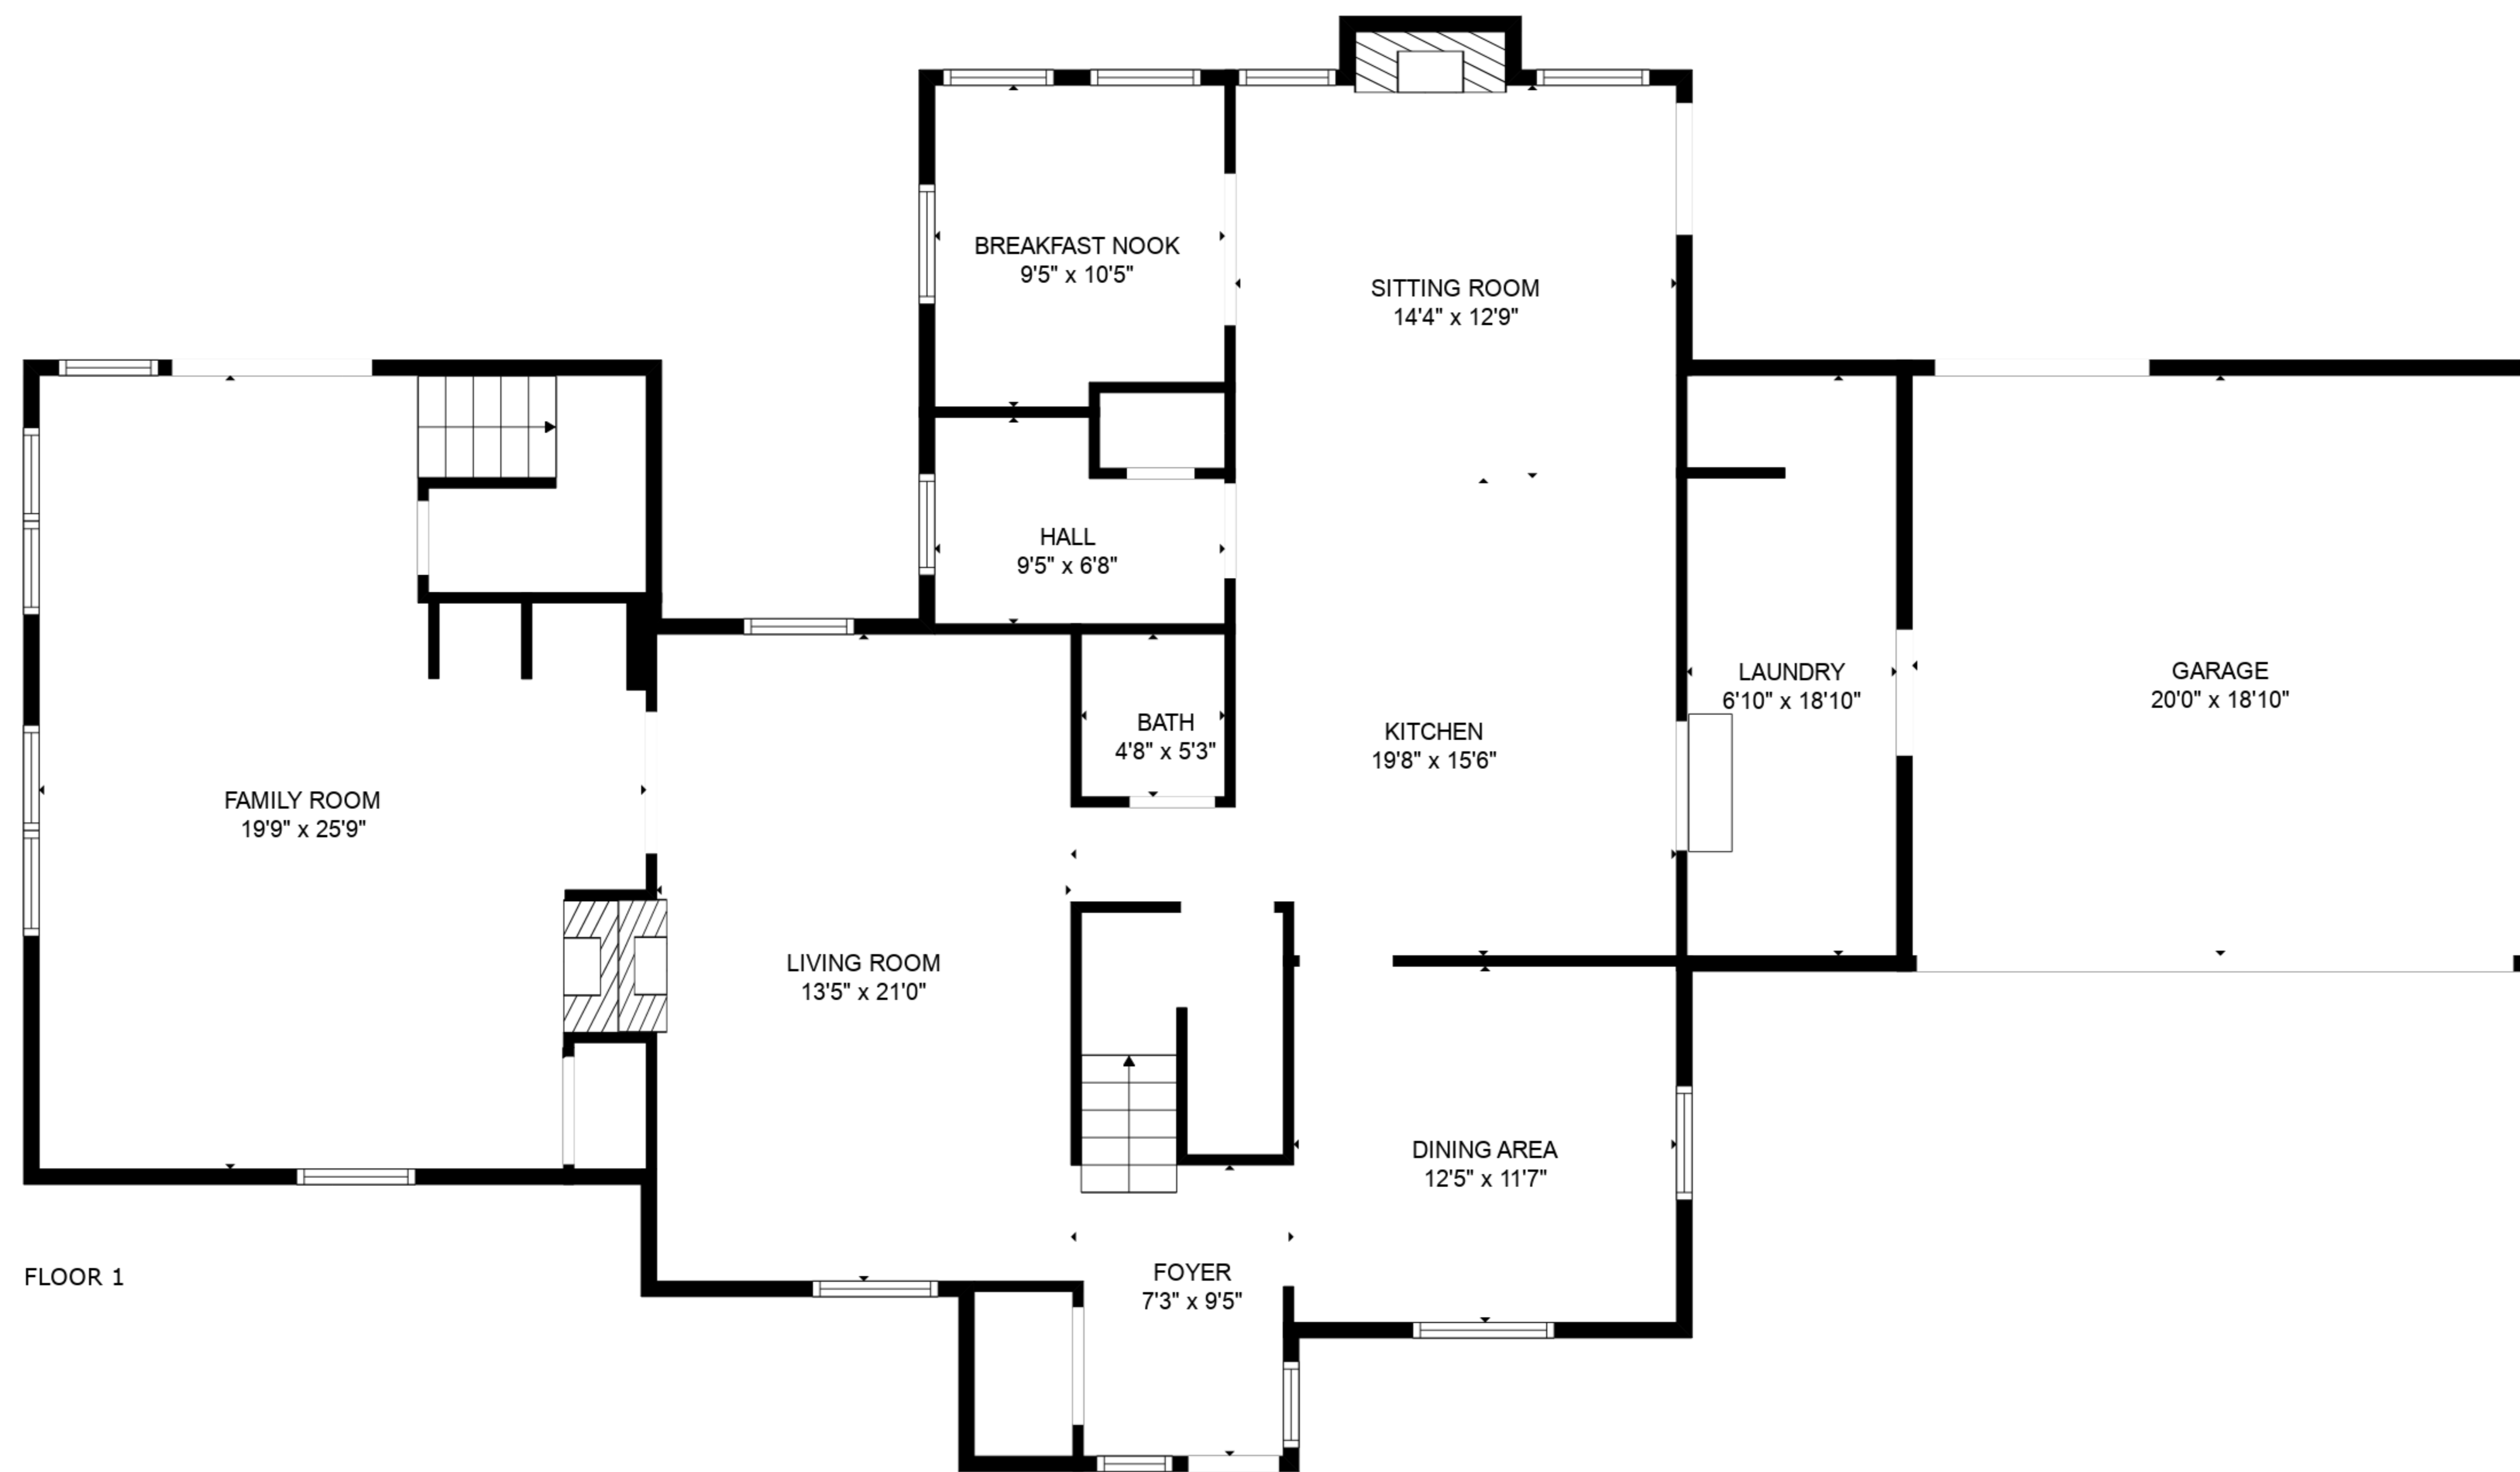 BREAKFAST NOOK
9'5" x 10'5"
SITTING ROOM
14'4" x 12'9"
HALL
9'5" x 6'8"
LAUNDRY
6'10" x 18'10"
GARAGE
20'0" x 18'10"
BATH
4'8" x 5'3"
KITCHEN
19'8" x 15'6"
FAMILY ROOM
19'9" x 25'9"
LIVING ROOM
13'5" x 21'0"
DINING AREA
12'5" x 11'7"
FOYER
7'3" x 9'5"
FLOOR 1